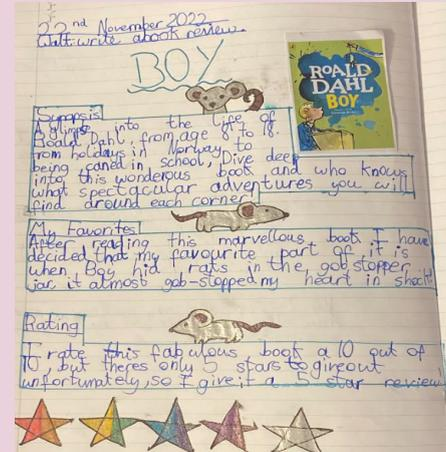 22nd November 2022
Walt: write a book review.
BOY
ROALD
DAHL
BOY
Synopsis
A glimpse into the life of
Roald Dahl, from age 8 to 18.
rom holidays in Norway to
being caned in school, Dive deep
into this wonderous book and who knows
what spectacular adventures you will
find around each corner
My Favorites
After reading this marvellous book I have
decided that my favourite part of it is
when Boy hid rats in the gob stopper
jar, it almost gob-stopped my heart in shock!
Rating
I rate this fabulous book a 10 out of
10, but theres only 5 stars to give out
unfortunately, so I give it a 5 star review